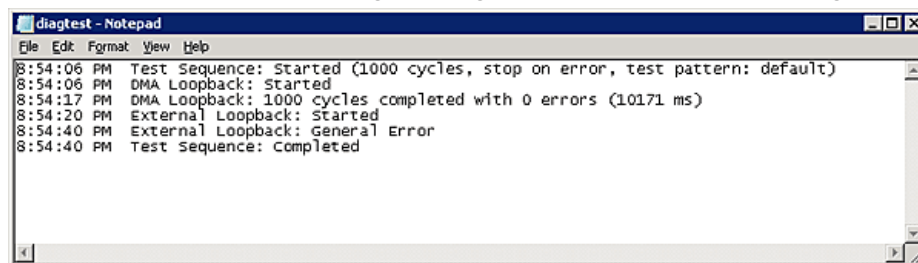 diagtest - Notepad
File Edit Format View Help
8:54:06 PM Test Sequence: Started (1000 cycles, stop on error, test pattern: default)
8:54:06 PM DMA Loopback: Started
8:54:17 PM DMA Loopback: 1000 cycles completed with 0 errors (10171 ms)
8:54:20 PM External Loopback: Started
8:54:40 PM External Loopback: General Error
8:54:40 PM Test Sequence: Completed